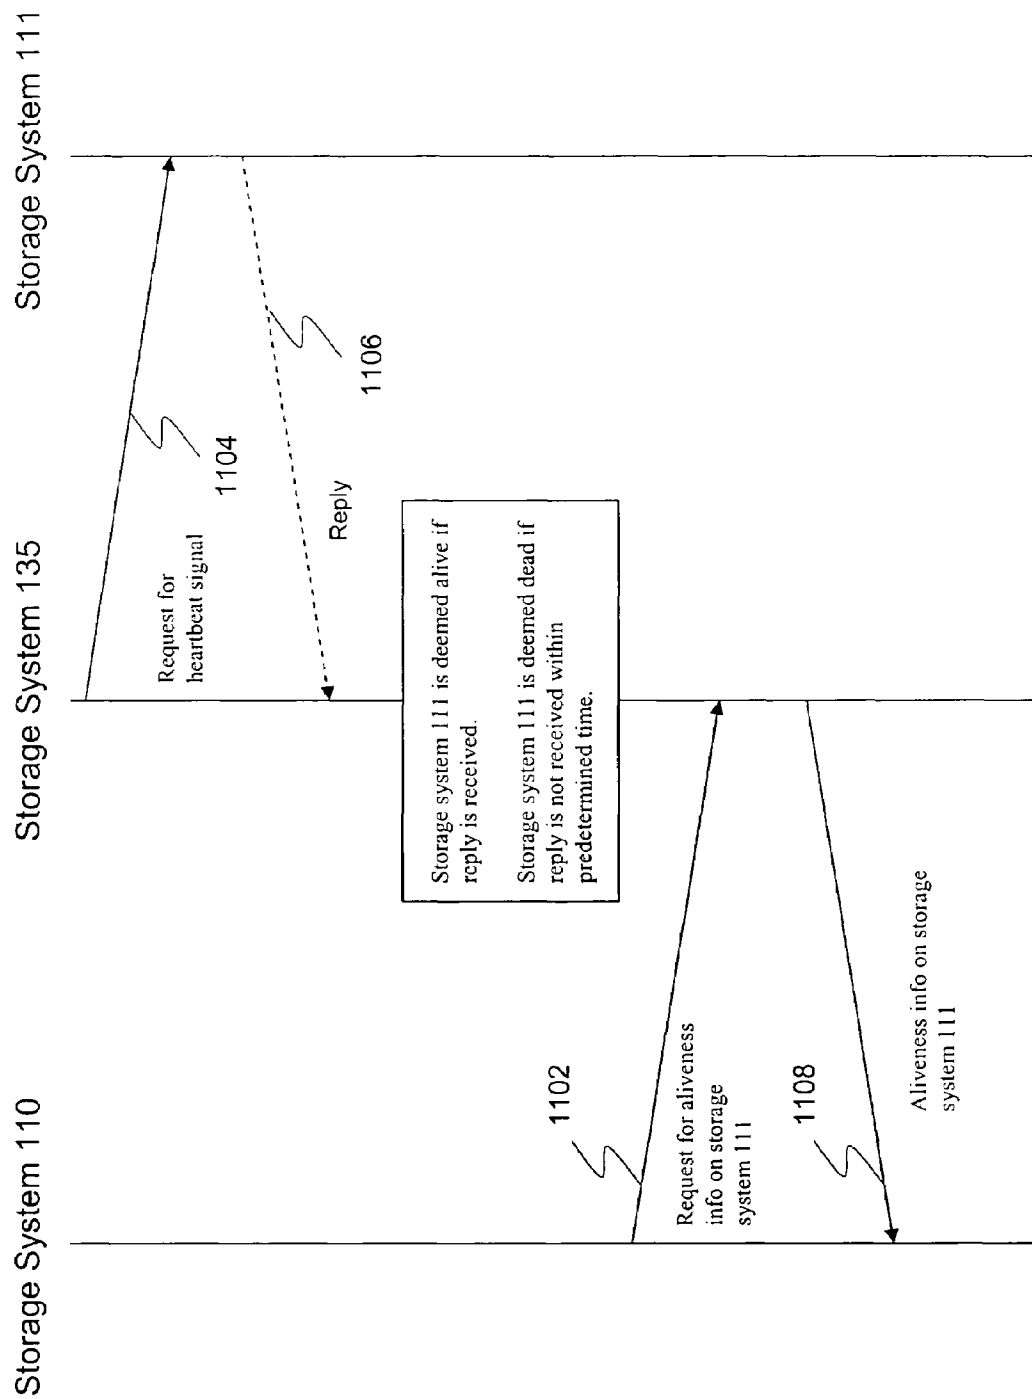 Storage System 110
Storage System 135
Storage System 111
Request for
heartbeat signal
1104
1106
Reply
Storage system 111 is deemed alive if
reply is received.
Storage system 111 is deemed dead if
reply is not received within
predetermined time.
1102
Request for aliveness
info on storage
system 111
1108
Aliveness info on storage
system 111